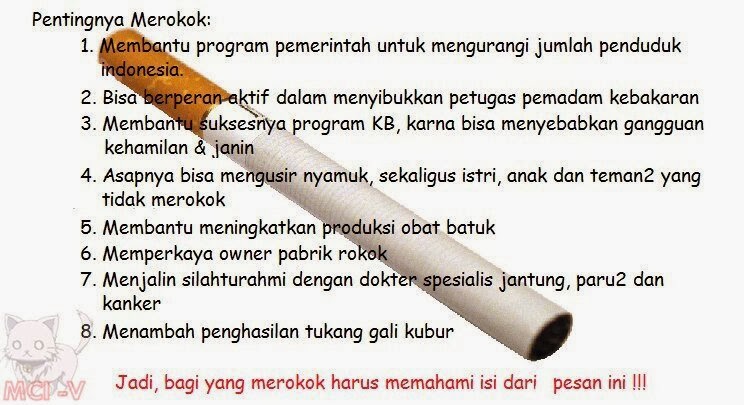 Pentingnya Merokok:
1. Membantu program pemerintah untuk mengurangi jumlah penduduk
indonesia.
2. Bisa berperan aktif dalam menyibukkan petugas pemadam kebakaran
3. Membantu suksesnya program KB, karna bisa menyebabkan gangguan
kehamilan & janin
4. Asapnya bisa mengusir nyamuk, sekaligus istri, anak dan teman2 yang
tidak merokok
5. Membantu meningkatkan produksi obat batuk
6. Memperkaya owner pabrik rokok
7. Menjalin silahturahmi dengan dokter spesialis jantung, paru2 dan
kanker
8. Menambah penghasilan tukang gali kubur
Jadi, bagi yang merokok harus memahami isi dari pesan ini !!!
MCI -V